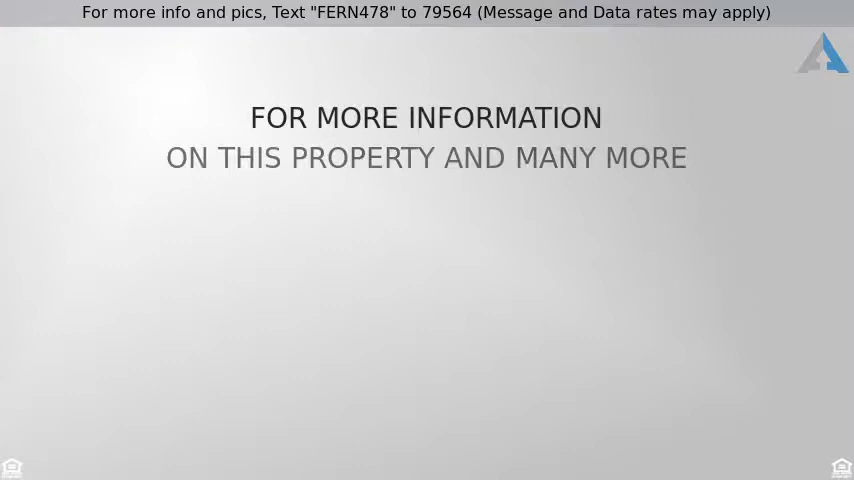 For more info and pics, Text "FERN478" to 79564 (Message and Data rates may apply)
FOR MORE INFORMATION
ON THIS PROPERTY AND MANY MORE